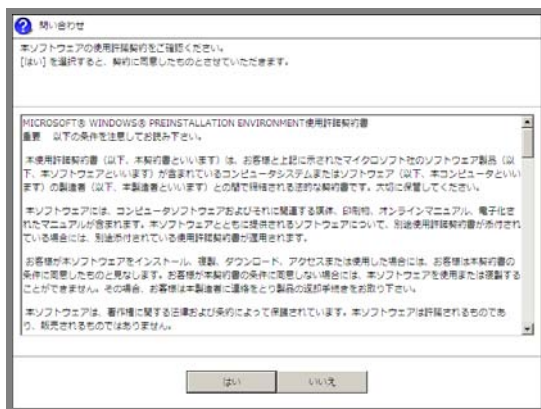 問い合わせ
本ソフトウェアの使用許諾契約をご確認ください。
[はい] を選択すると、契約に同意したものとさせていただきます。
MICROSOFT® WINDOWS® PREINSTALLATION ENVIRONMENT使用許諾契約書
重要 以下の条件を注意してお読み下さい。
本使用許諾契約書（以下、本契約書といいます）は、お客様と上記に示されたマイクロソフト社のソフトウェア製品（以
下、本ソフトウェアといいます）が含まれているコンピュータシステムまたはソフトウェア（以下、本コンピュータといい
ます）の製造者（以下、本製造者といいます）との間で締結される法的な契約書です。大切に保管してください。
本ソフトウェアには、コンピュータソフトウェアおよびそれに関連する媒体、印刷物、オンラインマニュアル、電子化さ
れたマニュアルが含まれます。本ソフトウェアとともに提供されるソフトウェアについて、別途使用許諾契約書が添付され
ている場合には、別途添付されている使用許諾契約書が適用されます。
お客様が本ソフトウェアをインストール、複製、ダウンロード、アクセスまたは使用した場合には、お客様は本契約書の
条件に同意したものと見なします。お客様が本契約書の条件に同意しない場合には、本ソフトウェアを使用または複製する
ことができません。その場合、お客様は本製造者に連絡をとり製品の返却手続きをお取り下さい。
本ソフトウェアは、著作権に関する法律および条約によって保護されています。本ソフトウェアは許諾されるものであ
り、販売されるものではありません。
はい
いいえ